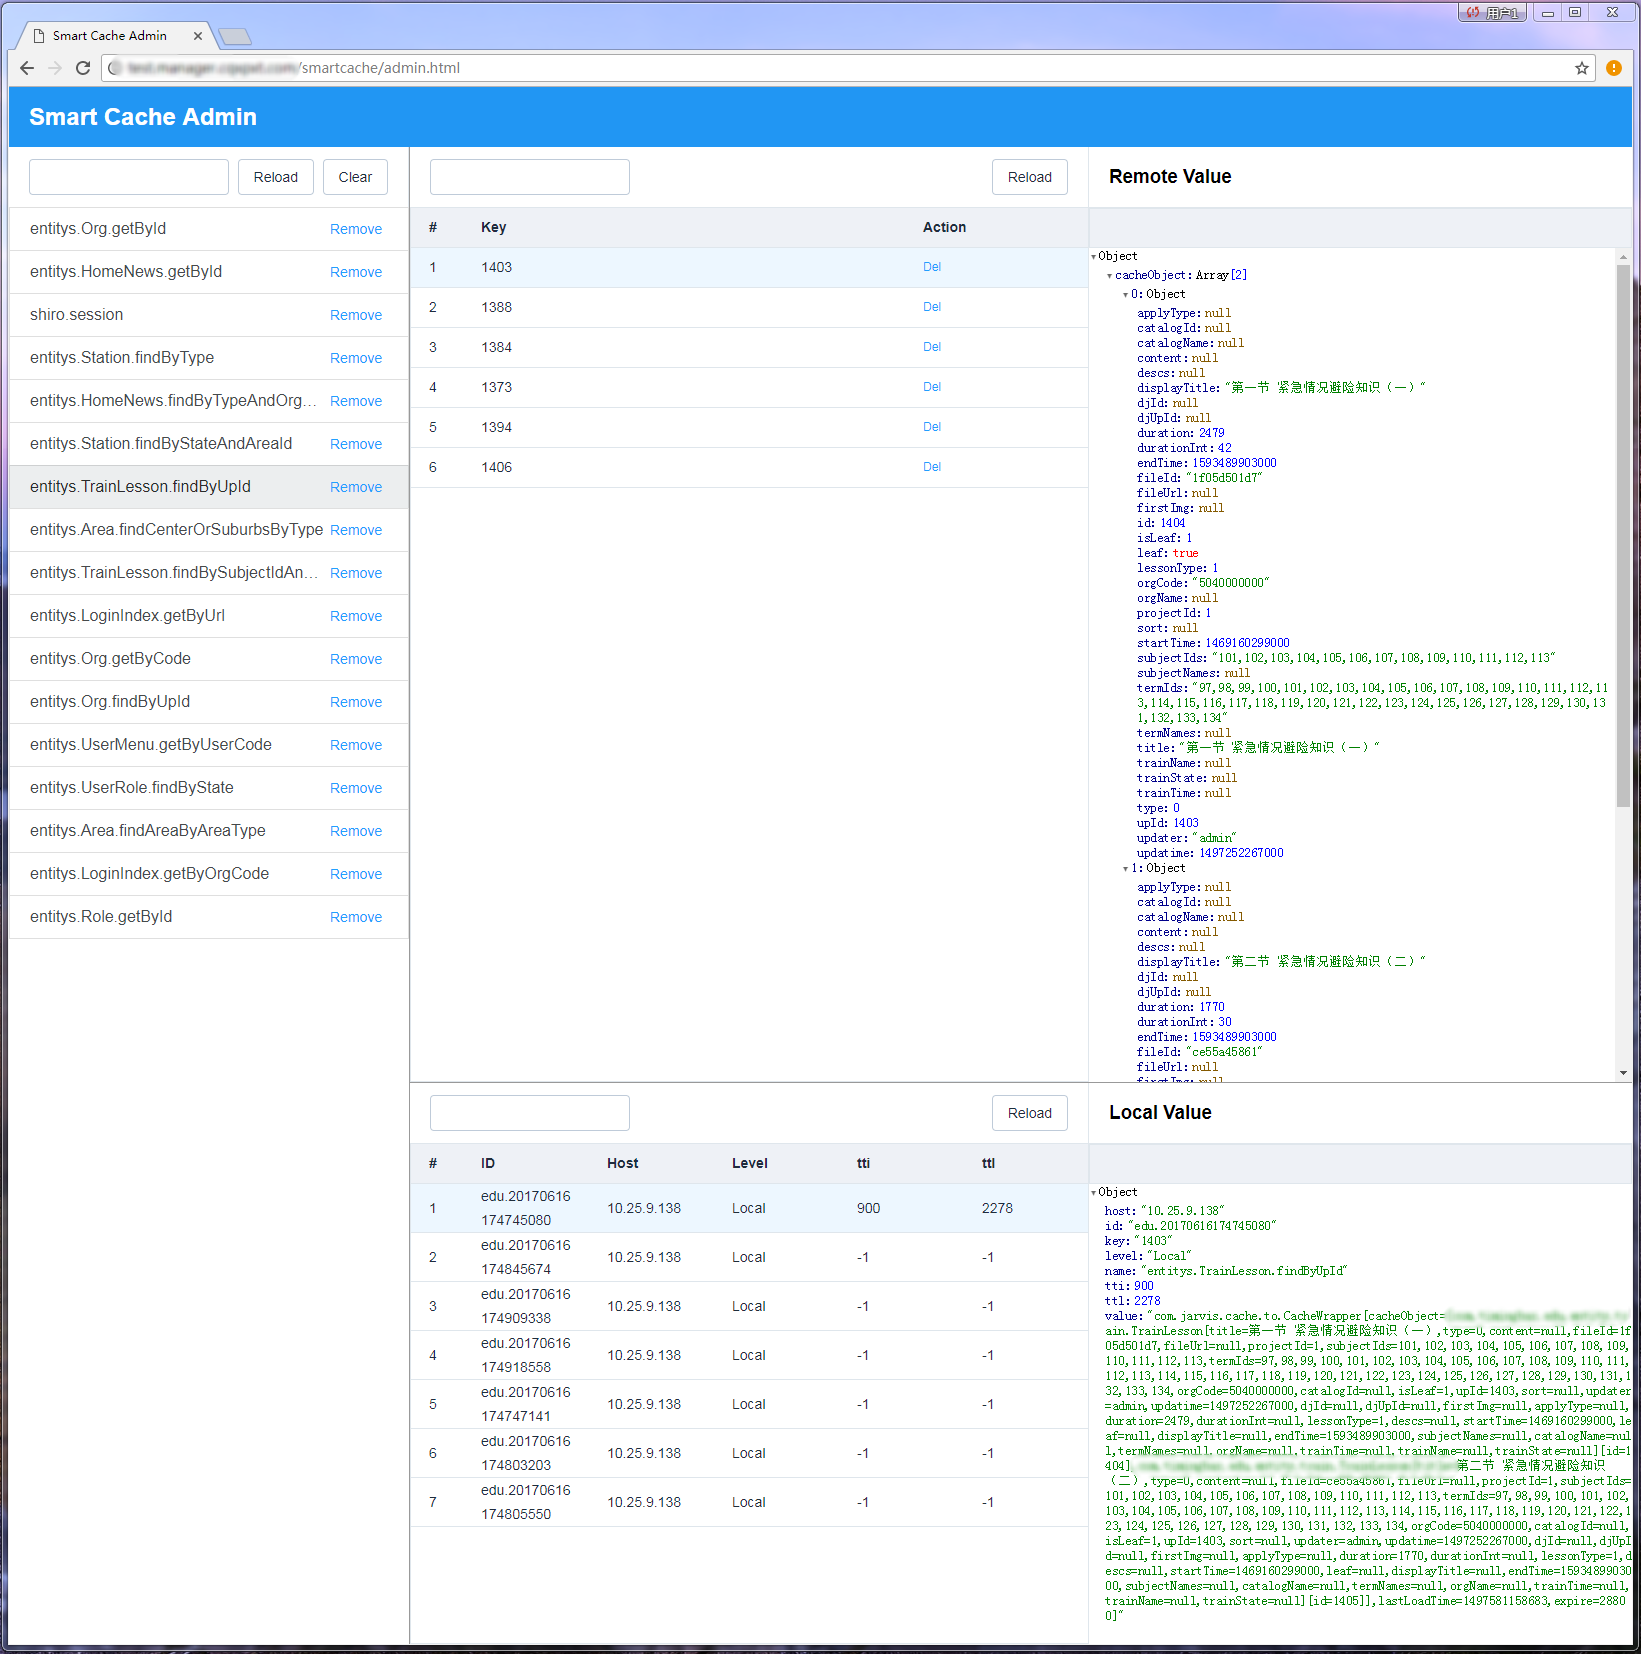 用户1
Smart Cache Admin
/smartcache/admin.html
Smart Cache Admin
Reload
Clear
entitys.Org.getById Remove
entitys.HomeNews.getById Remove
shiro.session Remove
entitys.Station.findByType Remove
entitys.HomeNews.findByTypeAndOrg... Remove
entitys.Station.findByStateAndAreaId Remove
entitys.TrainLesson.findByUpId Remove
entitys.Area.findCenterOrSuburbsByType Remove
entitys.TrainLesson.findBySubjectIdAn... Remove
entitys.LoginIndex.getByUrl Remove
entitys.Org.getByCode Remove
entitys.Org.findByUpId Remove
entitys.UserMenu.getByUserCode Remove
entitys.UserRole.findByState Remove
entitys.Area.findAreaByAreaType Remove
entitys.LoginIndex.getByOrgCode Remove
entitys.Role.getById Remove
Reload
# Key Action
1 1403 Del
2 1388 Del
3 1384 Del
4 1373 Del
5 1394 Del
6 1406 Del
Remote Value
Object
cacheObject: Array[2]
0: Object
applyType: null
catalogId: null
catalogName: null
content: null
descs: null
displayTitle: "第一节 紧急情况避险知识（一）"
djId: null
djUpId: null
duration: 2479
durationInt: 42
endTime: 1593489903000
fileId: "1f05d501d7"
fileUrl: null
firstImg: null
id: 1404
isLeaf: 1
leaf: true
lessonType: 1
orgCode: "5040000000"
orgName: null
projectId: 1
sort: null
startTime: 1469160299000
subjectIds: "101,102,103,104,105,106,107,108,109,110,111,112,113"
subjectNames: null
termIds: "97,98,99,100,101,102,103,104,105,106,107,108,109,110,111,112,11
3,114,115,116,117,118,119,120,121,122,123,124,125,126,127,128,129,130,13
1,132,133,134"
termNames: null
title: "第一节 紧急情况避险知识（一）"
trainName: null
trainState: null
trainTime: null
type: 0
upId: 1403
updater: "admin"
updatime: 1497252267000
1: Object
applyType: null
catalogId: null
catalogName: null
content: null
descs: null
displayTitle: "第二节 紧急情况避险知识（二）"
djId: null
djUpId: null
duration: 1770
durationInt: 30
endTime: 1593489903000
fileId: "ce55a45861"
fileUrl: null
firstImg: null
Reload
# ID Host Level tti ttl
1 edu.20170616 10.25.9.138 Local 900 2278
174745080
2 edu.20170616 10.25.9.138 Local -1 -1
174845674
3 edu.20170616 10.25.9.138 Local -1 -1
174909338
4 edu.20170616 10.25.9.138 Local -1 -1
174918558
5 edu.20170616 10.25.9.138 Local -1 -1
174747141
6 edu.20170616 10.25.9.138 Local -1 -1
174803203
7 edu.20170616 10.25.9.138 Local -1 -1
174805550
Local Value
Object
host: "10.25.9.138"
id: "edu.20170616174745080"
key: "1403"
level: "Local"
name: "entitys.TrainLesson.findByUpId"
tti: 900
ttl: 2278
value: "com.jarvis.cache.to.CacheWrapper[cacheObject=
ain.TrainLesson[title=第一节 紧急情况避险知识（一）,type=0,content=null,fileId=1f
05d501d7,fileUrl=null,projectId=1,subjectIds=101,102,103,104,105,106,107,108,109,
110,111,112,113,termIds=97,98,99,100,101,102,103,104,105,106,107,108,109,110,111,
112,113,114,115,116,117,118,119,120,121,122,123,124,125,126,127,128,129,130,131,1
32,133,134,orgCode=5040000000,catalogId=null,isLeaf=1,upId=1403,sort=null,updater
=admin,updatime=1497252267000,djId=null,djUpId=null,firstImg=null,applyType=null,
duration=2479,durationInt=null,lessonType=1,descs=null,startTime=1469160299000,le
af=null,displayTitle=null,endTime=1593489903000,subjectNames=null,catalogName=nul
l,termNames=null,orgName=null,trainTime=null,trainName=null,trainState=null][id=1
404] 第二节 紧急情况避险知识
（二）,type=0,content=null,fileId=ce55a45861,fileUrl=null,projectId=1,subjectIds=
101,102,103,104,105,106,107,108,109,110,111,112,113,termIds=97,98,99,100,101,102,
103,104,105,106,107,108,109,110,111,112,113,114,115,116,117,118,119,120,121,122,1
23,124,125,126,127,128,129,130,131,132,133,134,orgCode=5040000000,catalogId=null,
isLeaf=1,upId=1403,sort=null,updater=admin,updatime=1497252267000,djId=null,djUpI
d=null,firstImg=null,applyType=null,duration=1770,durationInt=null,lessonType=1,d
escs=null,startTime=1469160299000,leaf=null,displayTitle=null,endTime=15934899030
00,subjectNames=null,catalogName=null,termNames=null,orgName=null,trainTime=null,
trainName=null,trainState=null][id=1405]],lastLoadTime=1497581158683,expire=2880
0]"